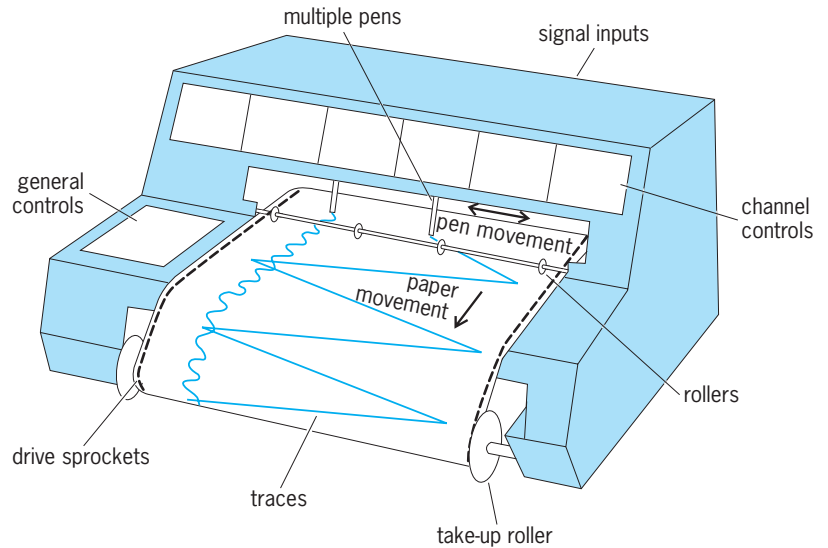 multiple pens
signal inputs
general
controls
channel
controls
pen movement
paper
movement
rollers
drive sprockets
traces
take-up roller